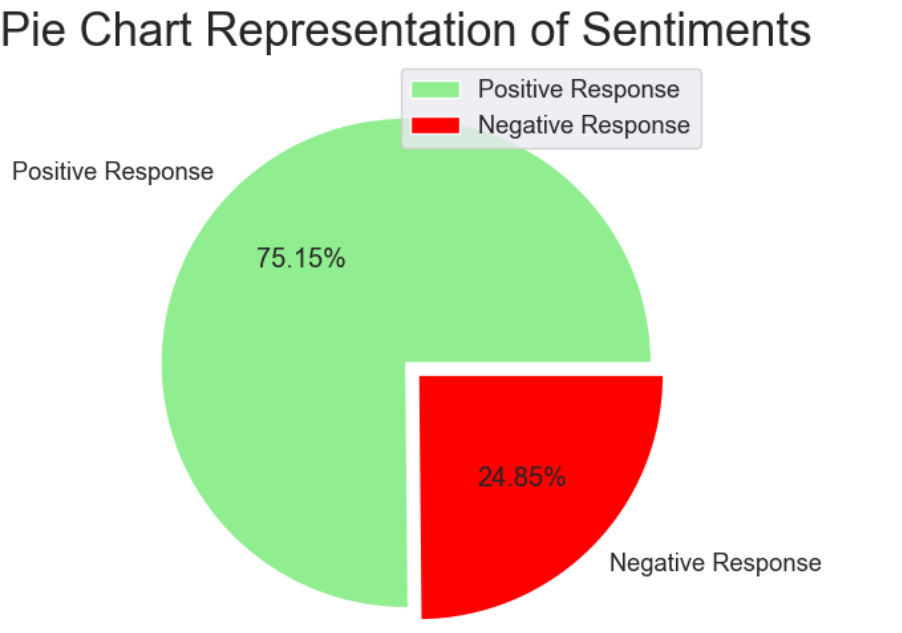 Pie Chart Representation of Sentiments
Positive Response
Negative Response
Positive Response
75.15%
24.85%
Negative Response